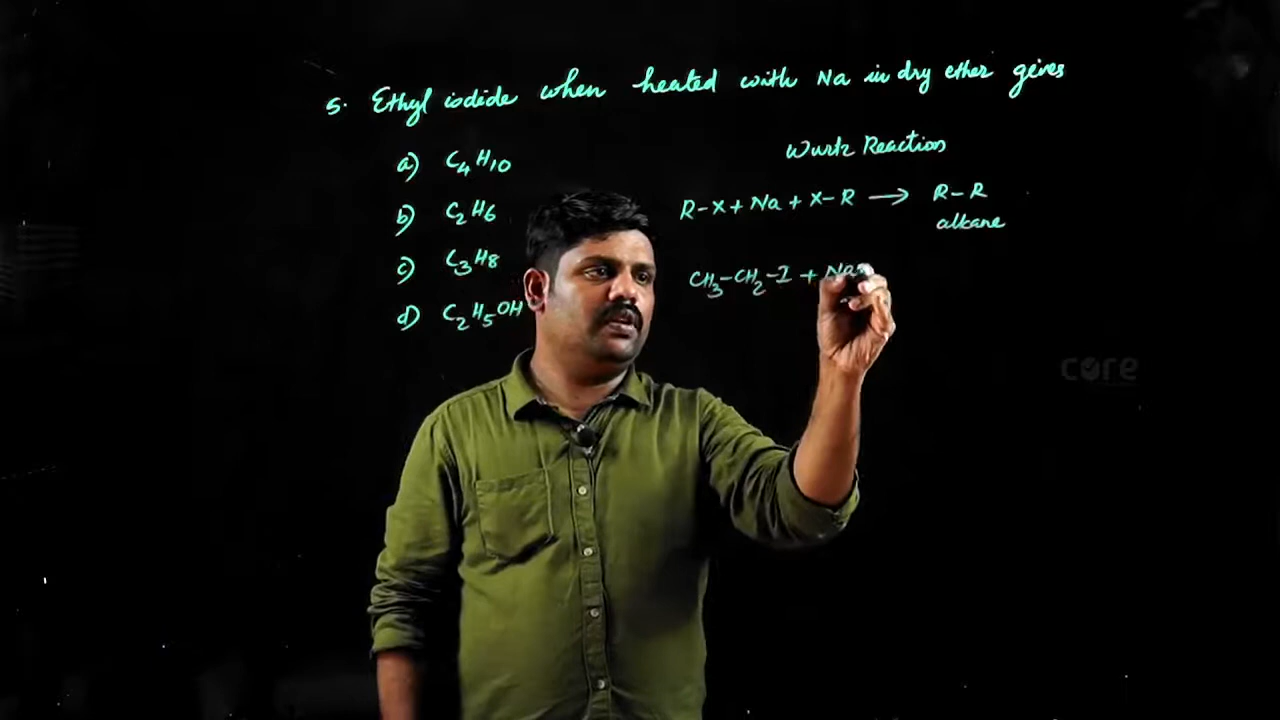 5. Ethyl iodide when heated with Na in dry ether gives
a) C4H10
b) C2H6
c) C3H8
d) C2H5OH
Wurtz Reaction
R-X + Na + X-R → R-R
alkane
CH3-CH2-I + Na
core